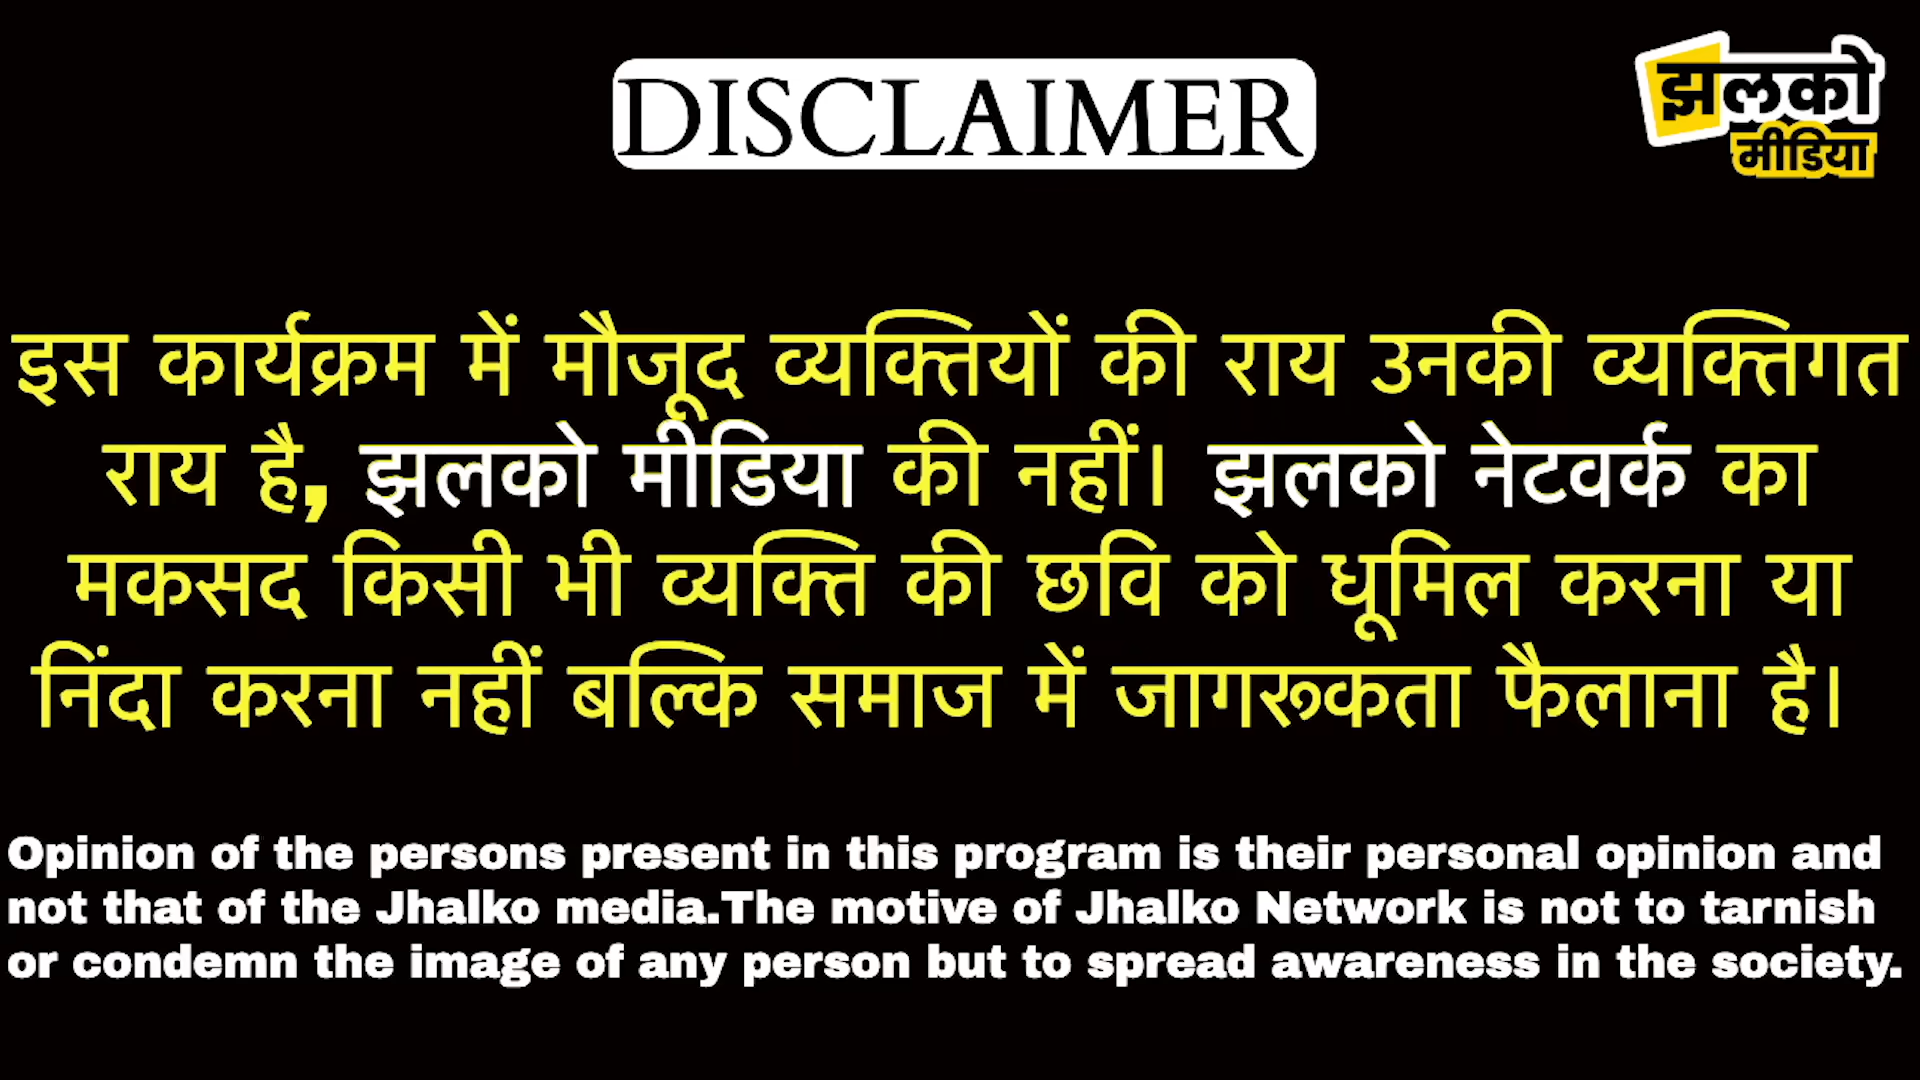 DISCLAIMER
झलको
मीडिया
इस कार्यक्रम में मौजूद व्यक्तियों की राय उनकी व्यक्तिगत
राय है, झलको मीडिया की नहीं। झलको नेटवर्क का
मकसद किसी भी व्यक्ति की छवि को धूमिल करना या
निंदा करना नहीं बल्कि समाज में जागरूकता फैलाना है।
Opinion of the persons present in this program is their personal opinion and
not that of the Jhalko media.The motive of Jhalko Network is not to tarnish
or condemn the image of any person but to spread awareness in the society.